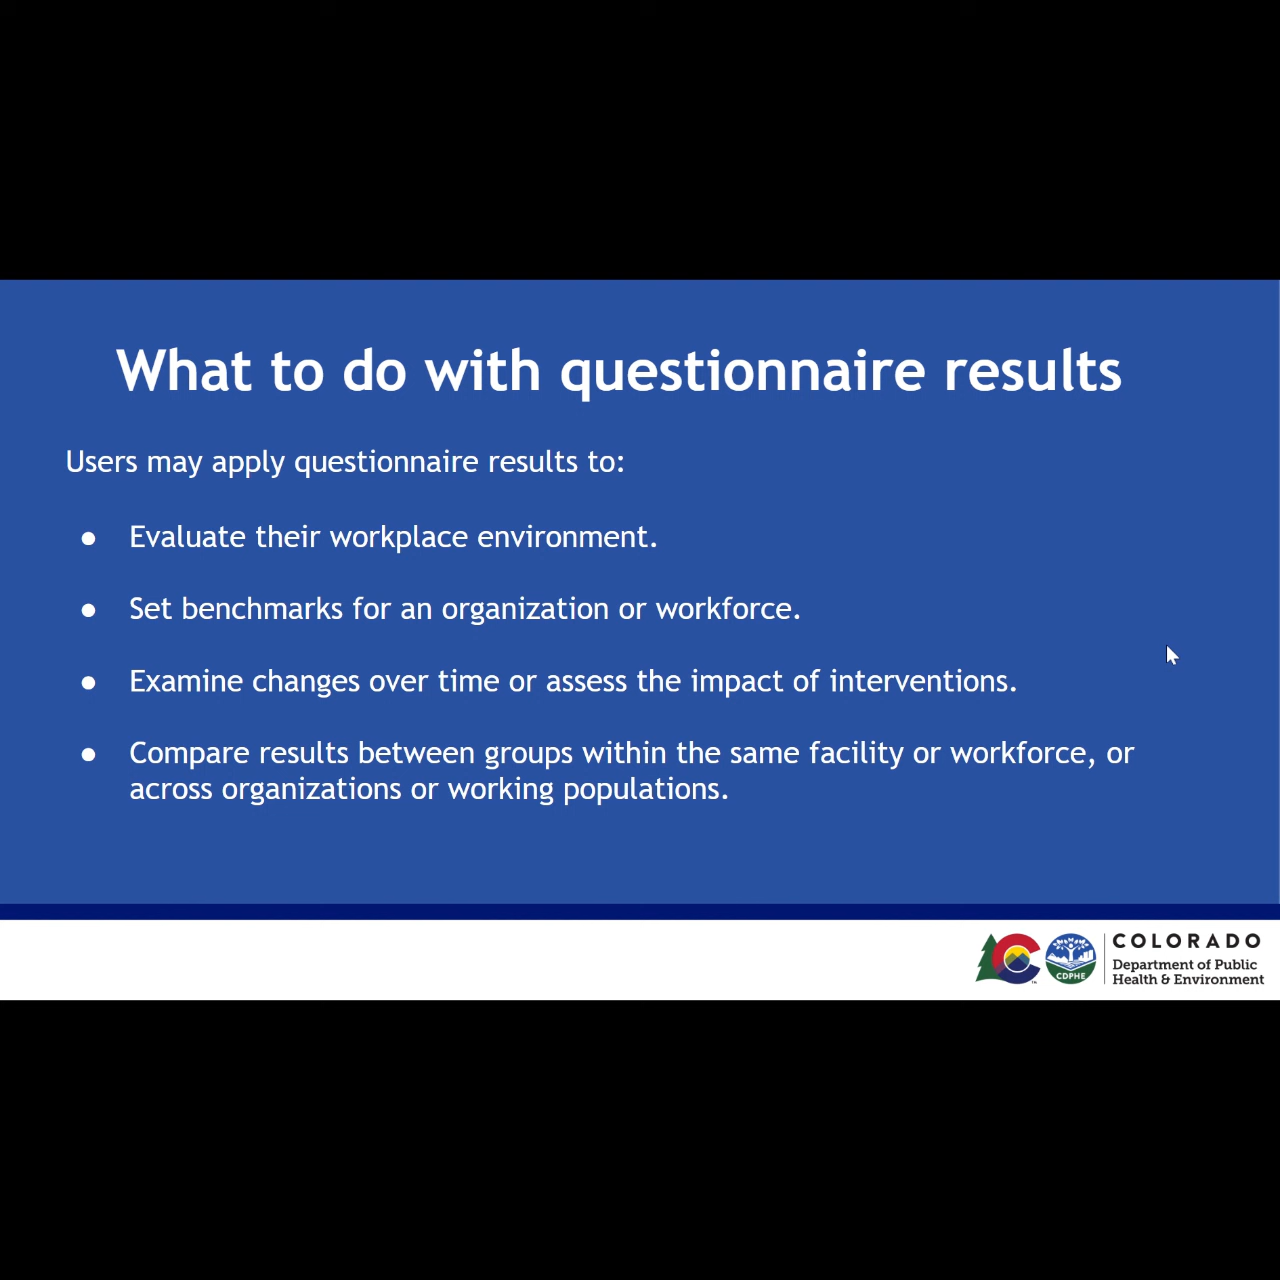 What to do with questionnaire results
Users may apply questionnaire results to:
● Evaluate their workplace environment.
● Set benchmarks for an organization or workforce.
● Examine changes over time or assess the impact of interventions.
● Compare results between groups within the same facility or workforce, or
across organizations or working populations.
COLORADO
Department of Public
Health & Environment
CDPHE
TM